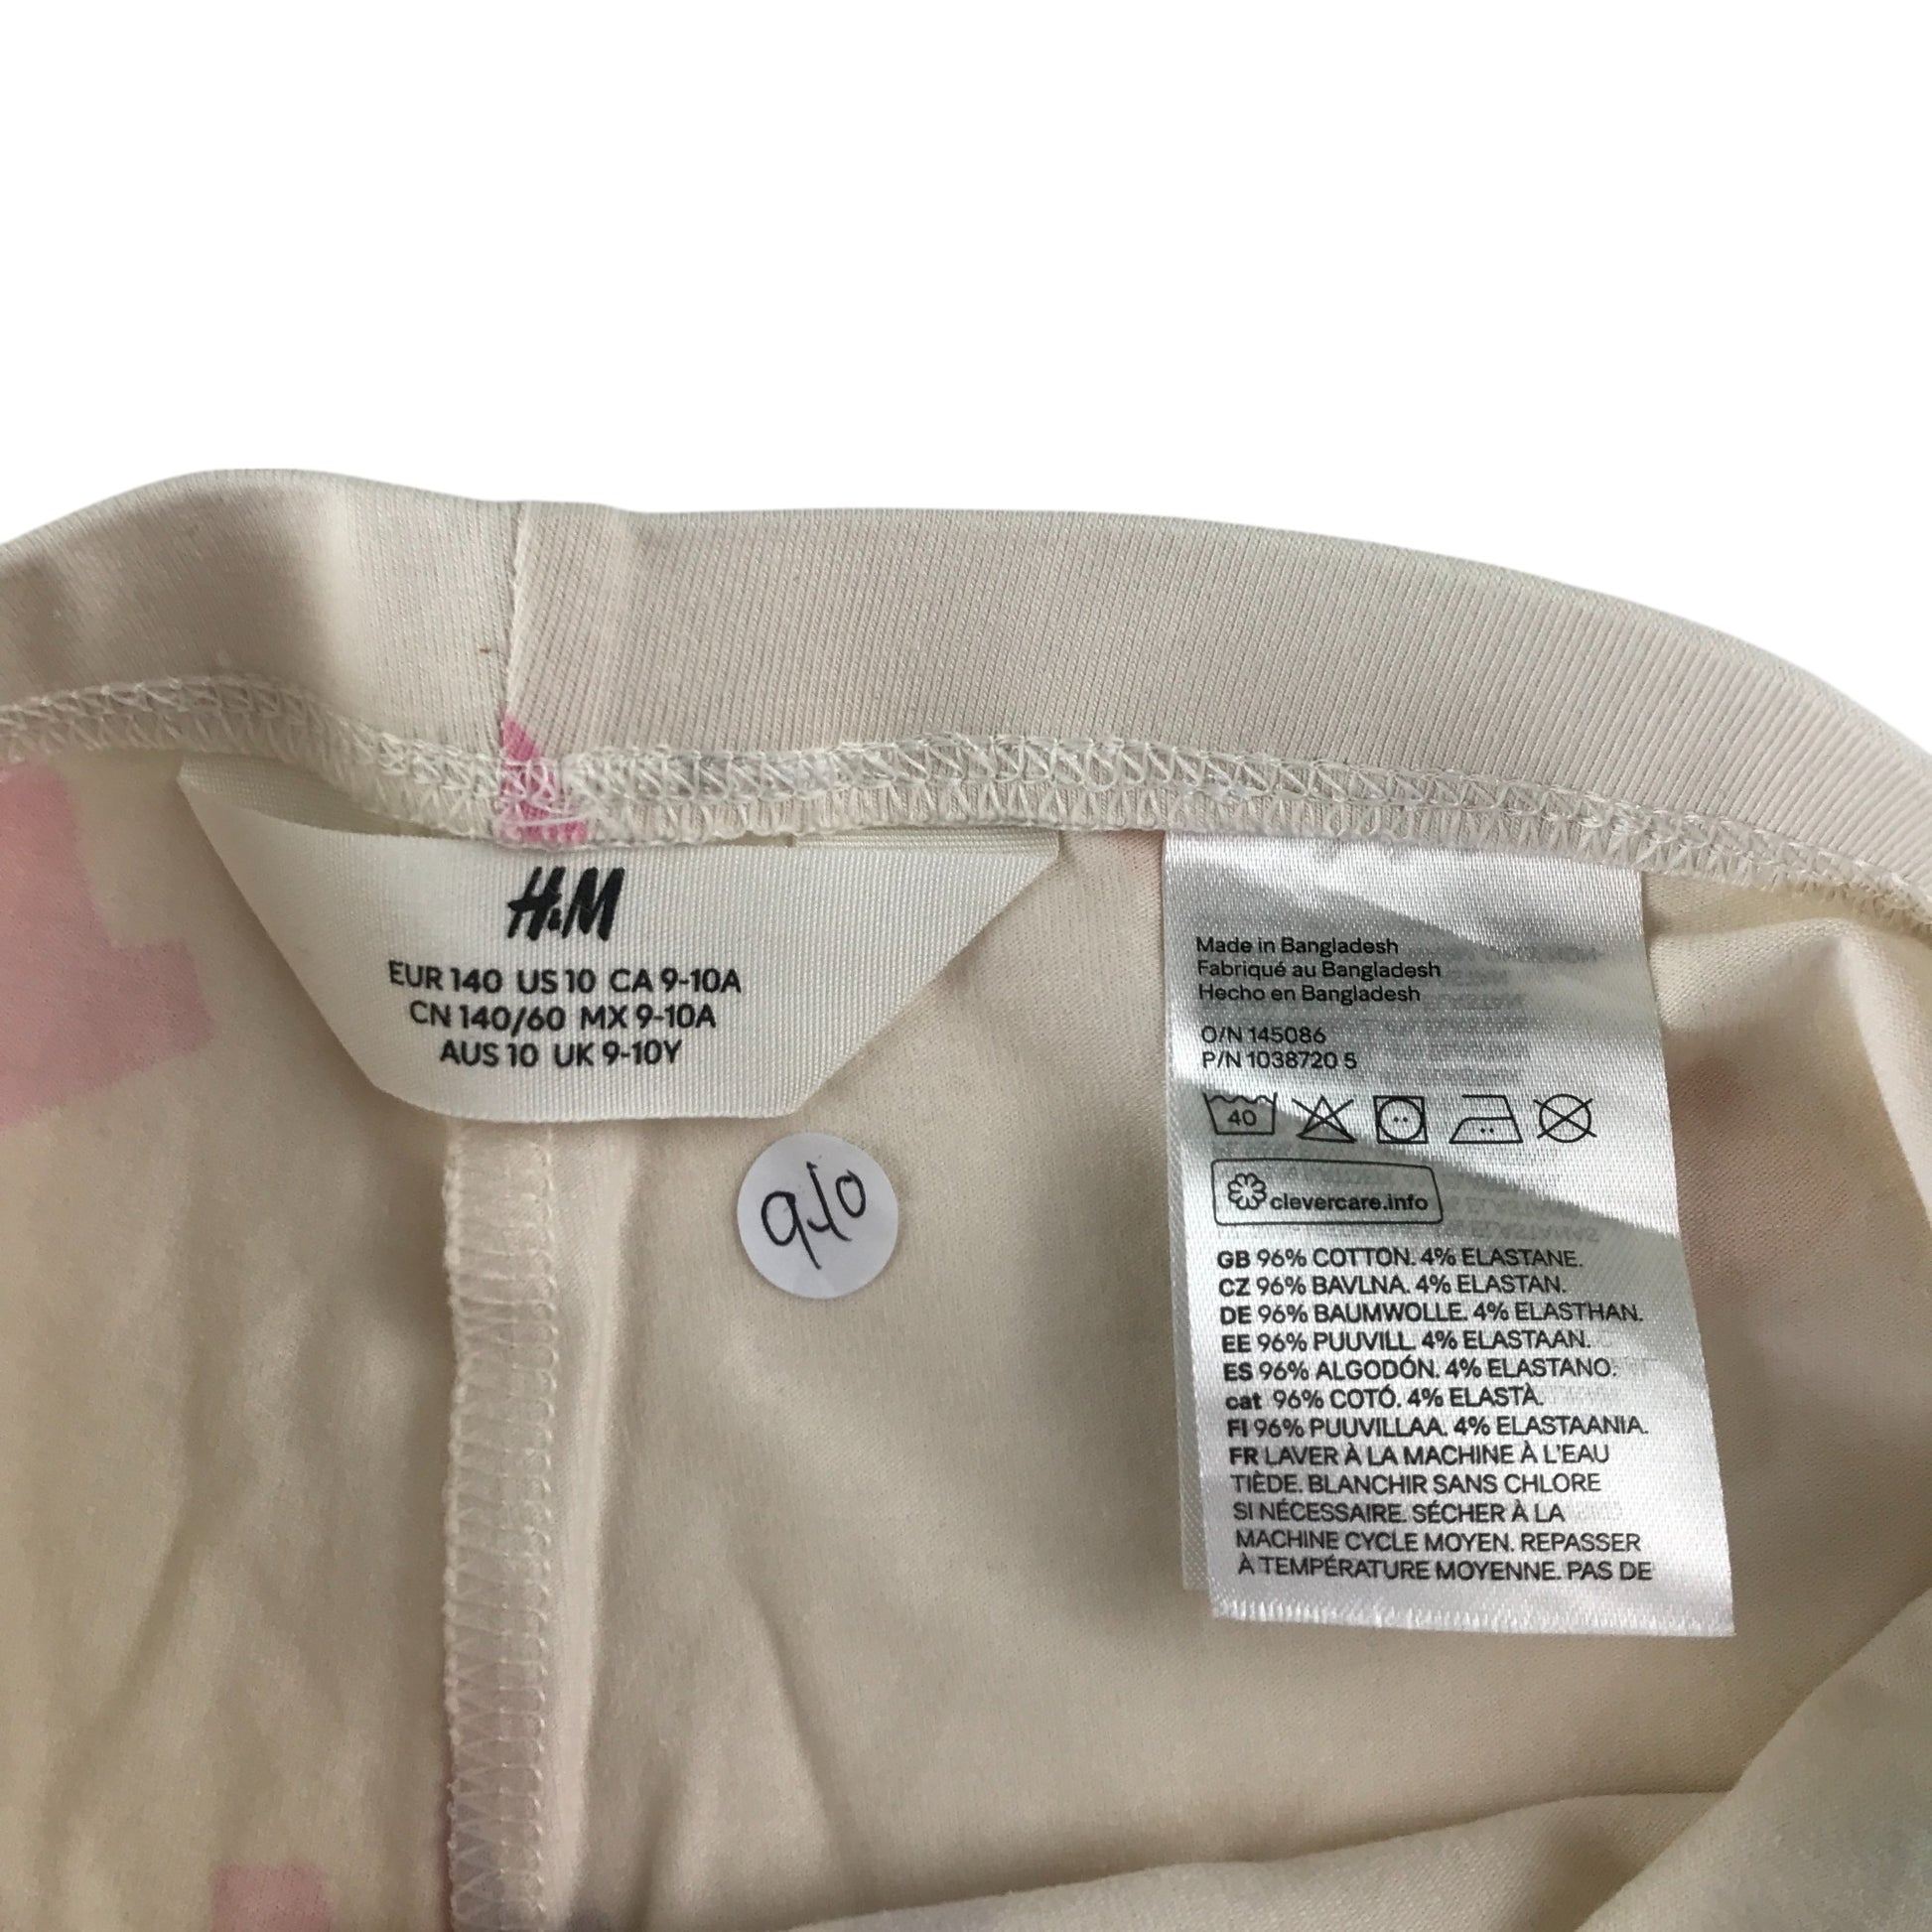 H&M
EUR 140 US 10 CA 9-10A
CN 140/60 MX 9-10A
AUS 10 UK 9-10Y
9-10
Made in Bangladesh
Fabriqué au Bangladesh
Hecho en Bangladesh
O/N 145086
P/N 1038720 5
40
clevercare.info
GB 96% COTTON. 4% ELASTANE.
CZ 96% BAVLNA. 4% ELASTAN.
DE 96% BAUMWOLLE. 4% ELASTHAN.
EE 96% PUUVILL. 4% ELASTAAN.
ES 96% ALGODÓN. 4% ELASTANO.
cat 96% COTÓ. 4% ELASTÀ.
FI 96% PUUVILLAA. 4% ELASTAANIA.
FR LAVER À LA MACHINE À L'EAU
TIÈDE. BLANCHIR SANS CHLORE
SI NÉCESSAIRE. SÉCHER À LA
MACHINE CYCLE MOYEN. REPASSER
À TEMPÉRATURE MOYENNE. PAS DE